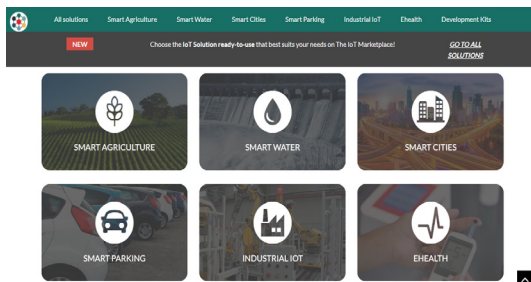 All solutions Smart Agriculture Smart Water Smart Cities Smart Parking Industrial IoT Ehealth Development Kits
NEW Choose the IoT Solution ready-to-use that best suits your needs on The IoT Marketplace! GO TO ALL
SOLUTIONS
SMART AGRICULTURE SMART WATER SMART CITIES
SMART PARKING INDUSTRIAL IOT EHEALTH